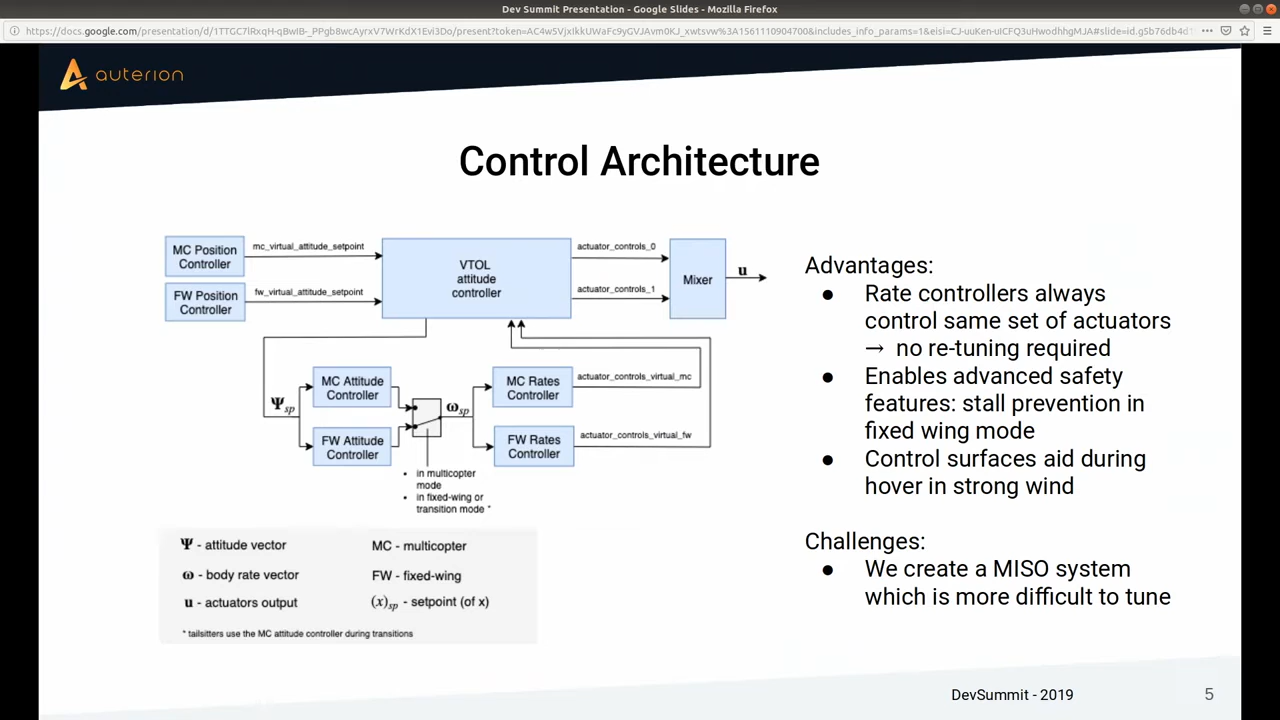 Dev Summit Presentation - Google Slides - Mozilla Firefox
auterion
Control Architecture
MC Position
Controller
mc_virtual_attitude_setpoint
FW Position
Controller
fw_virtual_attitude_setpoint
VTOL
attitude
controller
actuator_controls_0
actuator_controls_1
Mixer
u
Ψsp
MC Attitude
Controller
FW Attitude
Controller
ωsp
MC Rates
Controller
actuator_controls_virtual_mc
FW Rates
Controller
actuator_controls_virtual_fw
• in multicopter
mode
• in fixed-wing or
transition mode *
Ψ - attitude vector
MC - multicopter
ω - body rate vector
FW - fixed-wing
u - actuators output
(x)sp - setpoint (of x)
* tailsitters use the MC attitude controller during transitions
Advantages:
● Rate controllers always
control same set of actuators
→ no re-tuning required
● Enables advanced safety
features: stall prevention in
fixed wing mode
● Control surfaces aid during
hover in strong wind
Challenges:
● We create a MISO system
which is more difficult to tune
DevSummit - 2019
5